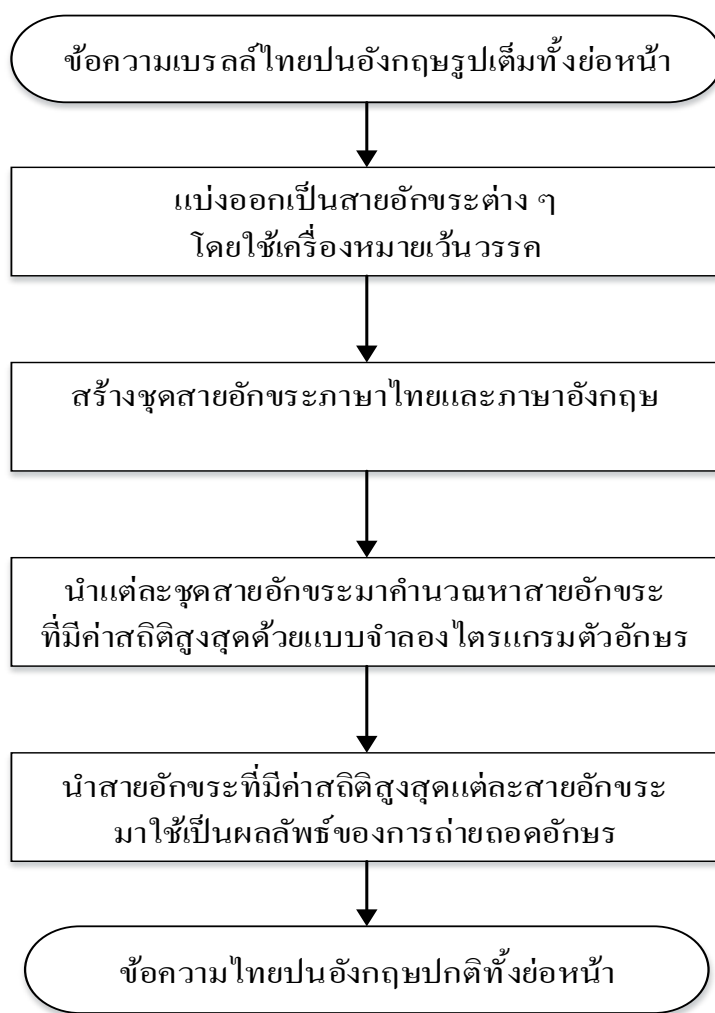 ข้อความเบรลล์ไทยปนอังกฤษรูปเต็มทั้งย่อหน้า
แบ่งออกเป็นสายอักขระต่าง ๆ
โดยใช้เครื่องหมายเว้นวรรค
สร้างชุดสายอักขระภาษาไทยและภาษาอังกฤษ
นำแต่ละชุดสายอักขระมาคำนวณหาสายอักขระ
ที่มีค่าสถิติสูงสุดด้วยแบบจำลองไตรแกรมตัวอักษร
นำสายอักขระที่มีค่าสถิติสูงสุดแต่ละสายอักขระ
มาใช้เป็นผลลัพธ์ของการถ่ายถอดอักษร
ข้อความไทยปนอังกฤษปกติทั้งย่อหน้า